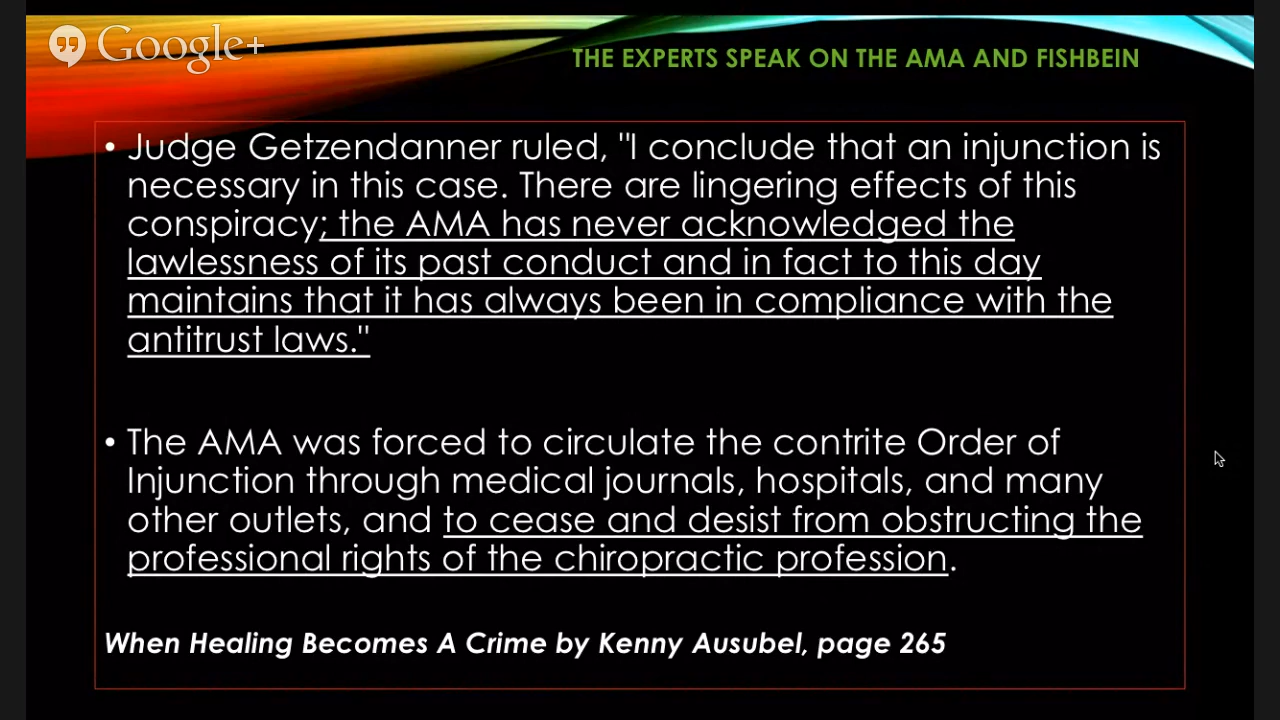 Google+
THE EXPERTS SPEAK ON THE AMA AND FISHBEIN
• Judge Getzendanner ruled, "I conclude that an injunction is
necessary in this case. There are lingering effects of this
conspiracy; the AMA has never acknowledged the
lawlessness of its past conduct and in fact to this day
maintains that it has always been in compliance with the
antitrust laws."
• The AMA was forced to circulate the contrite Order of
Injunction through medical journals, hospitals, and many
other outlets, and to cease and desist from obstructing the
professional rights of the chiropractic profession.
When Healing Becomes A Crime by Kenny Ausubel, page 265